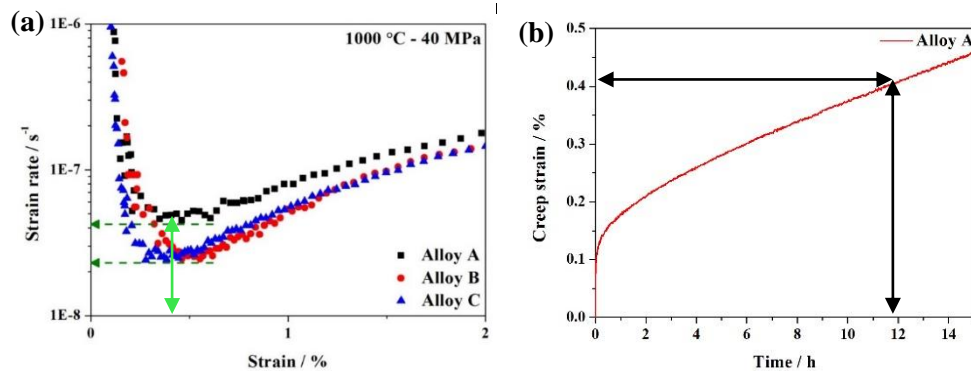 (a)
1000 °C - 40 MPa
Strain rate / s⁻¹
1E-6
1E-7
1E-8
Alloy A
Alloy B
Alloy C
0
1
2
Strain / %
(b)
Alloy A
Creep strain / %
0.5
0.4
0.3
0.2
0.1
0.0
0
2
4
6
8
10
12
14
Time / h